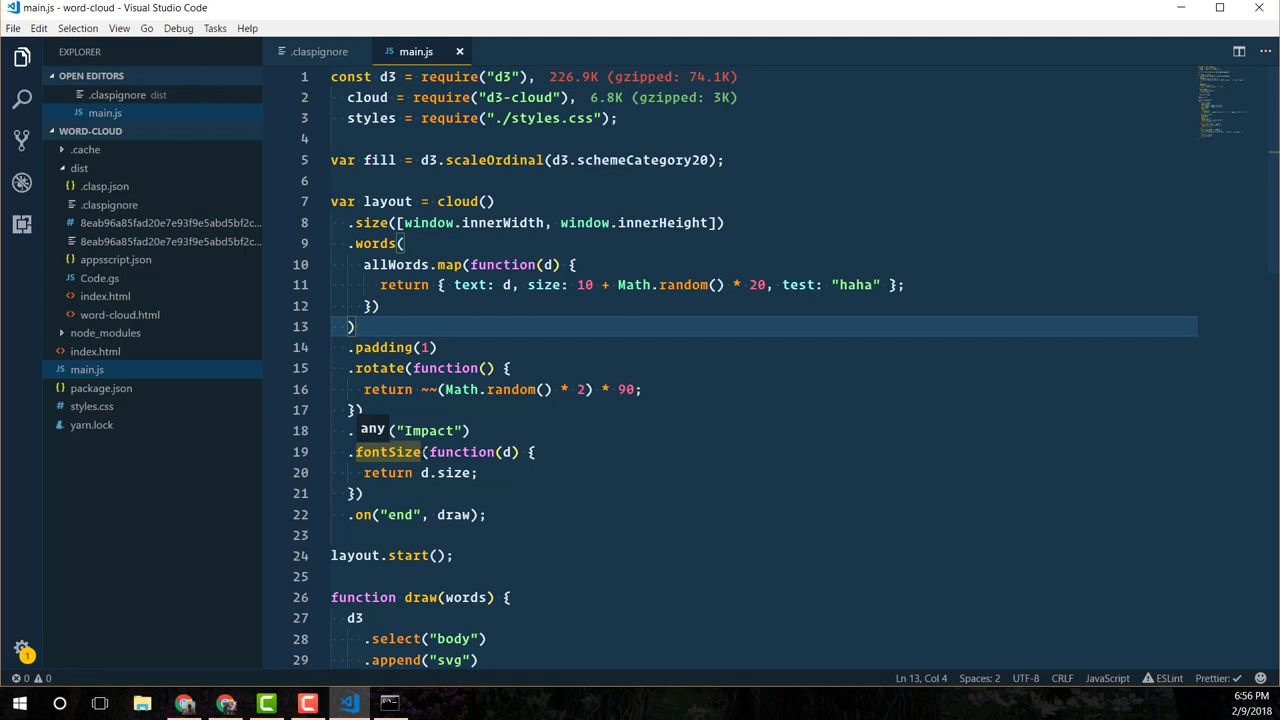 main.js - word-cloud - Visual Studio Code
File Edit Selection View Go Debug Tasks Help
EXPLORER
OPEN EDITORS
.claspignore dist
JS main.js
WORD-CLOUD
.cache
dist
{} .clasp.json
.claspignore
# 8eab96a85fad20e7e93f9e5abd5bf2c...
8eab96a85fad20e7e93f9e5abd5bf2c...
{} appsscript.json
Code.gs
<> index.html
<> word-cloud.html
node_modules
<> index.html
JS main.js
{} package.json
# styles.css
yarn.lock
.claspignore
JS main.js ×
1 const d3 = require("d3"), 226.9K (gzipped: 74.1K)
2 cloud = require("d3-cloud"), 6.8K (gzipped: 3K)
3 styles = require("./styles.css");
4
5 var fill = d3.scaleOrdinal(d3.schemeCategory20);
6
7 var layout = cloud()
8 .size([window.innerWidth, window.innerHeight])
9 .words(
10 allWords.map(function(d) {
11 return { text: d, size: 10 + Math.random() * 20, test: "haha" };
12 })
13 )
14 .padding(1)
15 .rotate(function() {
16 return ~~(Math.random() * 2) * 90;
17 })
any
18 .("Impact")
19 .fontSize(function(d) {
20 return d.size;
21 })
22 .on("end", draw);
23
24 layout.start();
25
26 function draw(words) {
27 d3
28 .select("body")
29 .append("svg")
0 0
Ln 13, Col 4 Spaces: 2 UTF-8 CRLF JavaScript ESLint Prettier: ✓
1
6:56 PM
2/9/2018